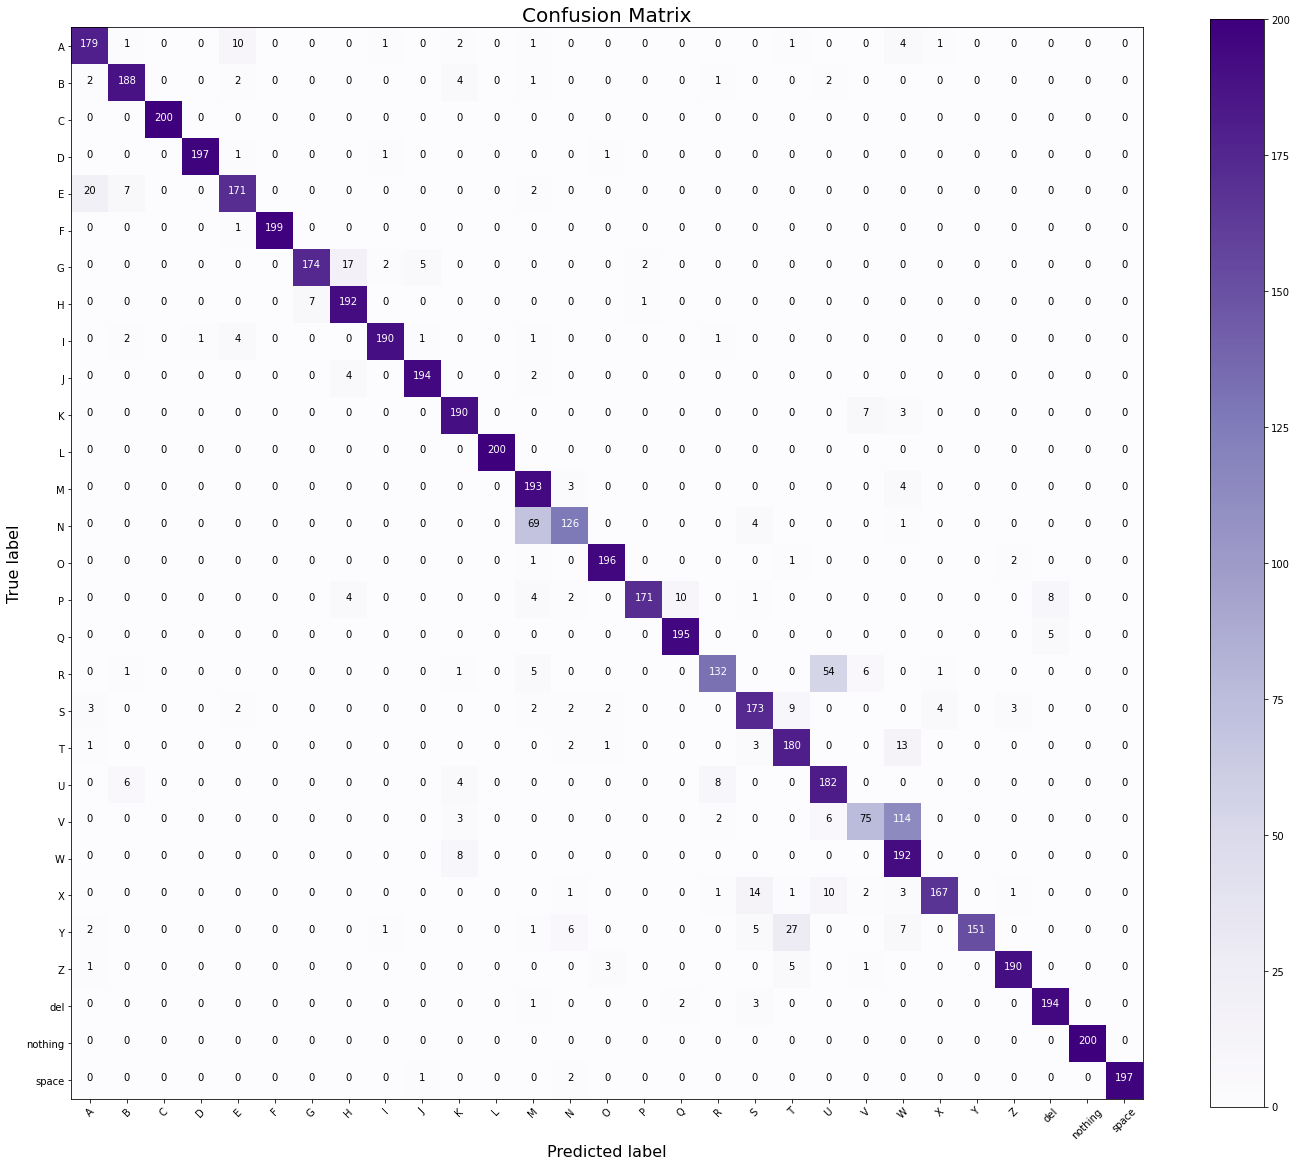 Confusion Matrix
A 179 1 0 0 10 0 0 0 1 0 2 0 1 0 0 0 0 0 0 1 0 0 4 1 0 0 0 0 0
B 2 188 0 0 2 0 0 0 0 0 4 0 1 0 0 0 0 1 0 0 2 0 0 0 0 0 0 0 0
C 0 0 200 0 0 0 0 0 0 0 0 0 0 0 0 0 0 0 0 0 0 0 0 0 0 0 0 0 0
D 0 0 0 197 1 0 0 0 1 0 0 0 0 0 1 0 0 0 0 0 0 0 0 0 0 0 0 0 0
E 20 7 0 0 171 0 0 0 0 0 0 0 2 0 0 0 0 0 0 0 0 0 0 0 0 0 0 0 0
F 0 0 0 0 1 199 0 0 0 0 0 0 0 0 0 0 0 0 0 0 0 0 0 0 0 0 0 0 0
G 0 0 0 0 0 0 174 17 2 5 0 0 0 0 0 2 0 0 0 0 0 0 0 0 0 0 0 0 0
H 0 0 0 0 0 0 7 192 0 0 0 0 0 0 0 1 0 0 0 0 0 0 0 0 0 0 0 0 0
I 0 2 0 1 4 0 0 0 190 1 0 0 1 0 0 0 0 1 0 0 0 0 0 0 0 0 0 0 0
J 0 0 0 0 0 0 0 4 0 194 0 0 2 0 0 0 0 0 0 0 0 0 0 0 0 0 0 0 0
K 0 0 0 0 0 0 0 0 0 0 190 0 0 0 0 0 0 0 0 0 0 7 3 0 0 0 0 0 0
L 0 0 0 0 0 0 0 0 0 0 0 200 0 0 0 0 0 0 0 0 0 0 0 0 0 0 0 0 0
M 0 0 0 0 0 0 0 0 0 0 0 0 193 3 0 0 0 0 0 0 0 0 4 0 0 0 0 0 0
N 0 0 0 0 0 0 0 0 0 0 0 0 69 126 0 0 0 0 4 0 0 0 1 0 0 0 0 0 0
O 0 0 0 0 0 0 0 0 0 0 0 0 1 0 196 0 0 0 0 1 0 0 0 0 0 2 0 0 0
P 0 0 0 0 0 0 0 4 0 0 0 0 4 2 0 171 10 0 1 0 0 0 0 0 0 0 8 0 0
Q 0 0 0 0 0 0 0 0 0 0 0 0 0 0 0 0 195 0 0 0 0 0 0 0 0 0 5 0 0
R 0 1 0 0 0 0 0 0 0 0 1 0 5 0 0 0 0 132 0 0 54 6 0 1 0 0 0 0 0
S 3 0 0 0 2 0 0 0 0 0 0 0 2 2 2 0 0 0 173 9 0 0 0 4 0 3 0 0 0
T 1 0 0 0 0 0 0 0 0 0 0 0 0 2 1 0 0 0 3 180 0 0 13 0 0 0 0 0 0
U 0 6 0 0 0 0 0 0 0 0 4 0 0 0 0 0 0 8 0 0 182 0 0 0 0 0 0 0 0
V 0 0 0 0 0 0 0 0 0 0 3 0 0 0 0 0 0 2 0 0 6 75 114 0 0 0 0 0 0
W 0 0 0 0 0 0 0 0 0 0 8 0 0 0 0 0 0 0 0 0 0 0 192 0 0 0 0 0 0
X 0 0 0 0 0 0 0 0 0 0 0 0 0 1 0 0 0 1 14 1 10 2 3 167 0 1 0 0 0
Y 2 0 0 0 0 0 0 0 1 0 0 0 1 6 0 0 0 0 5 27 0 0 7 0 151 0 0 0 0
Z 1 0 0 0 0 0 0 0 0 0 0 0 0 0 3 0 0 0 0 5 0 1 0 0 0 190 0 0 0
del 0 0 0 0 0 0 0 0 0 0 0 0 1 0 0 0 2 0 3 0 0 0 0 0 0 0 194 0 0
nothing 0 0 0 0 0 0 0 0 0 0 0 0 0 0 0 0 0 0 0 0 0 0 0 0 0 0 0 200 0
space 0 0 0 0 0 0 0 0 0 1 0 0 0 2 0 0 0 0 0 0 0 0 0 0 0 0 0 0 197
A B C D E F G H I J K L M N O P Q R S T U V W X Y Z del nothing space
True label
Predicted label
200
175
150
125
100
75
50
25
0